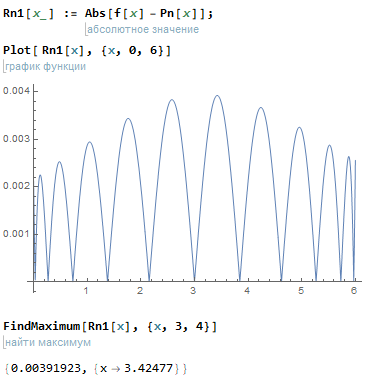 Rn1[x_] := Abs[f[x] - Pn[x]];
абсолютное значение
Plot[ Rn1[x], {x, 0, 6}]
график функции
0.004
0.003
0.002
0.001
1 2 3 4 5 6
FindMaximum[Rn1[x], {x, 3, 4}]
найти максимум
{0.00391923, {x → 3.42477}}